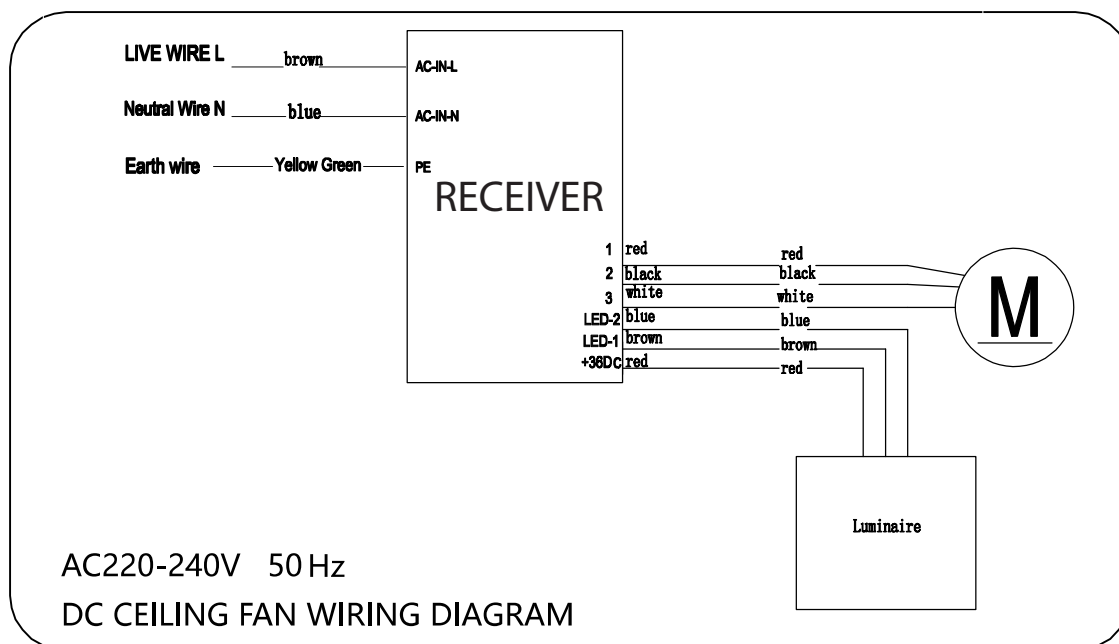 LIVE WIRE L brown AC-IN-L
Neutral Wire N blue AC-IN-N
Earth wire Yellow Green PE
RECEIVER
1 red red
2 black black
3 white white
LED-2 blue blue
LED-1 brown brown
+36DC red red
M
Luminaire
AC220-240V 50 Hz
DC CEILING FAN WIRING DIAGRAM